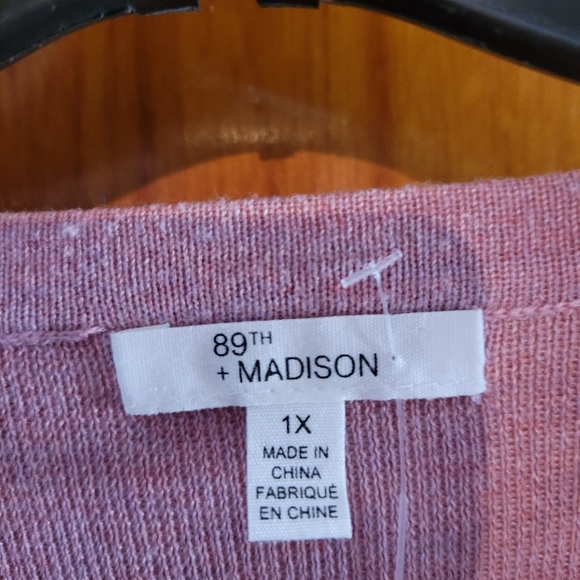 89TH
+ MADISON
1X
MADE IN
CHINA
FABRIQUÉ
EN CHINE